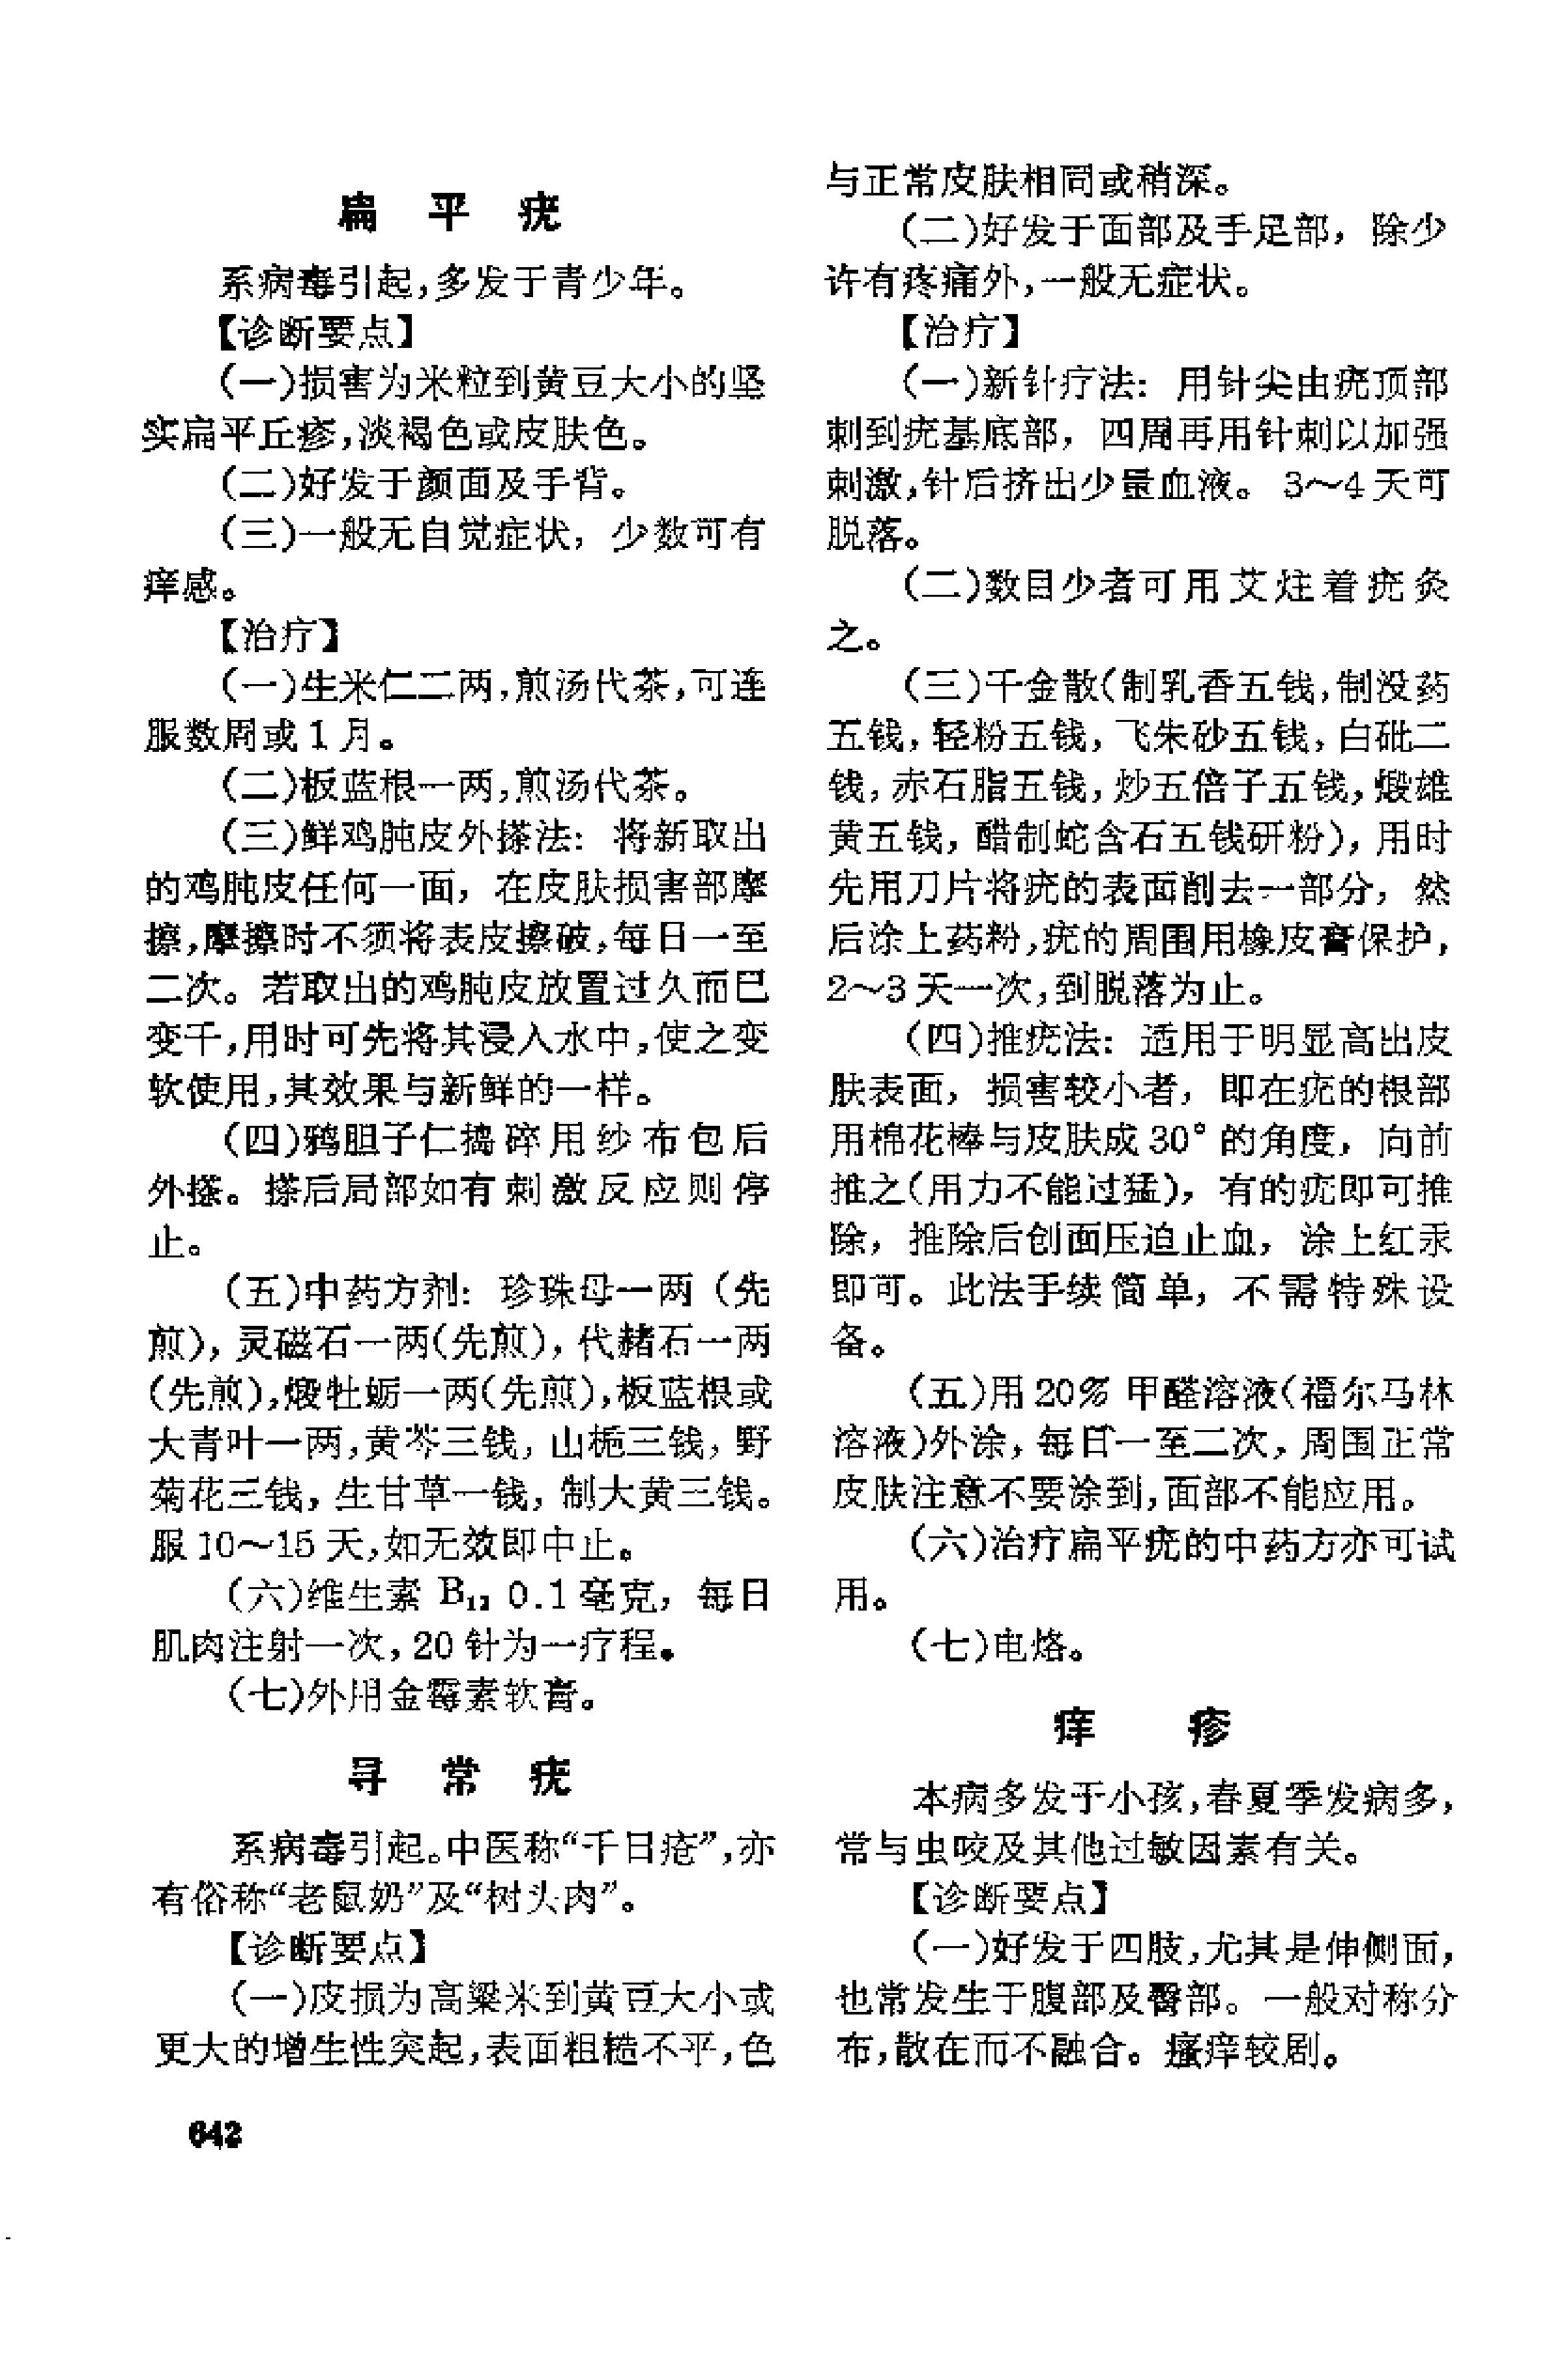 扁平疣
系病毒引起,多发于青少年。
【诊断要点】
(一)损害为米粒到黄豆大小的坚
实扁平丘疹,淡褐色或皮肤色。
(二)好发于颜面及手背。
(三)一般无自觉症状，少数可有
痒感。
【治疗】
(一)生米仁二两,煎汤代茶,可连
服数周或1月。
(二)板蓝根一两,煎汤代茶。
(三)鲜鸡肫皮外搽法：将新取出
的鸡肫皮任何一面，在皮肤损害部摩
擦,摩擦时不须将表皮擦破,每日一至
二次。若取出的鸡肫皮放置过久而已
变干,用时可先将其浸入水中,使之变
软使用,其效果与新鲜的一样。
(四)鸦胆子仁捣碎用纱布包后
外搽。搽后局部如有刺激反应则停
止。
(五)中药方剂：珍珠母一两（先
煎），灵磁石一两(先煎)，代赭石一两
(先煎),煅牡蛎一两(先煎),板蓝根或
大青叶一两,黄芩三钱，山栀三钱，野
菊花三钱，生甘草一钱，制大黄三钱。
服10～15天,如无效即中止。
(六)维生素 B₁₂ 0.1毫克，每日
肌肉注射一次，20针为一疗程。
(七)外用金霉素软膏。
寻常疣
系病毒引起。中医称“千日疮”,亦
有俗称“老鼠奶”及“树头肉”。
【诊断要点】
(一)皮损为高粱米到黄豆大小或
更大的增生性突起,表面粗糙不平,色
642
与正常皮肤相同或稍深。
(二)好发于面部及手足部，除少
许有疼痛外,一般无症状。
【治疗】
(一)新针疗法：用针尖由疣顶部
刺到疣基底部，四周再用针刺以加强
刺激,针后挤出少量血液。3～4天可
脱落。
(二)数目少者可用艾炷着疣灸
之。
(三)千金散(制乳香五钱,制没药
五钱，轻粉五钱，飞朱砂五钱，白砒二
钱，赤石脂五钱，炒五倍子五钱，煅雄
黄五钱，醋制蛇含石五钱研粉)，用时
先用刀片将疣的表面削去一部分，然
后涂上药粉,疣的周围用橡皮膏保护，
2～3天一次,到脱落为止。
(四)推疣法：适用于明显高出皮
肤表面，损害较小者，即在疣的根部
用棉花棒与皮肤成30°的角度，向前
推之(用力不能过猛)，有的疣即可推
除，推除后创面压迫止血，涂上红汞
即可。此法手续简单，不需特殊设
备。
(五)用20% 甲醛溶液(福尔马林
溶液)外涂，每日一至二次，周围正常
皮肤注意不要涂到,面部不能应用。
(六)治疗扁平疣的中药方亦可试
用。
(七)电烙。
痒疹
本病多发于小孩,春夏季发病多，
常与虫咬及其他过敏因素有关。
【诊断要点】
(一)好发于四肢,尤其是伸侧面，
也常发生于腹部及臀部。一般对称分
布,散在而不融合。瘙痒较剧。